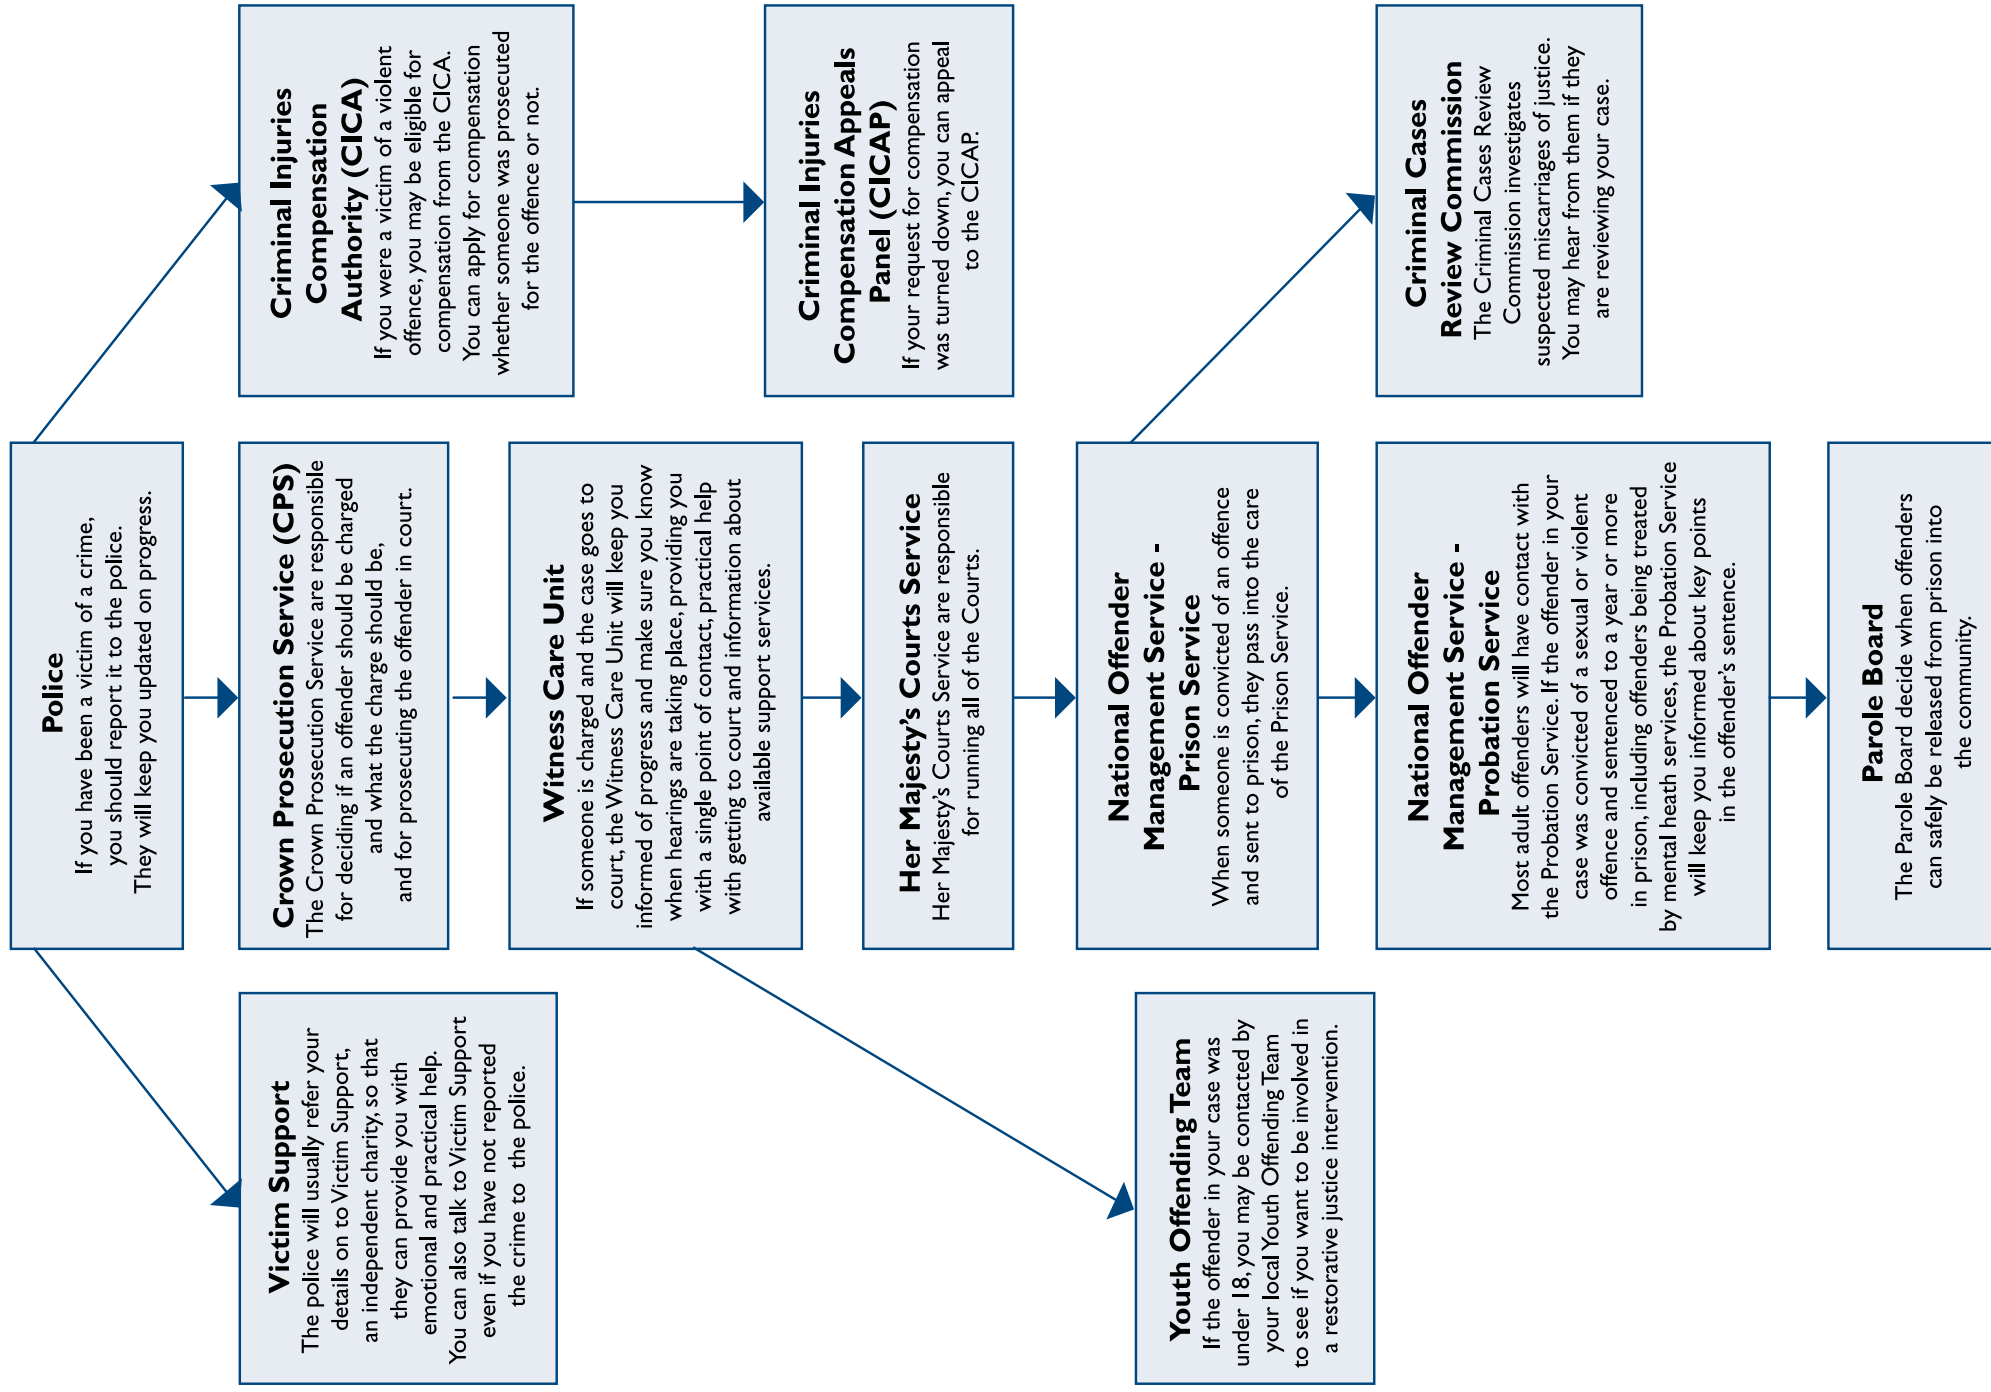 Police
If you have been a victim of a crime,
you should report it to the police.
They will keep you updated on progress.
Victim Support
The police will usually refer your
details on to Victim Support,
an independent charity, so that
they can provide you with
emotional and practical help.
You can also talk to Victim Support
even if you have not reported
the crime to the police.
Crown Prosecution Service (CPS)
The Crown Prosecution Service are responsible
for deciding if an offender should be charged
and what the charge should be,
and for prosecuting the offender in court.
Criminal Injuries
Compensation
Authority (CICA)
If you were a victim of a violent
offence, you may be eligible for
compensation from the CICA.
You can apply for compensation
whether someone was prosecuted
for the offence or not.
Witness Care Unit
If someone is charged and the case goes to
court, the Witness Care Unit will keep you
informed of progress and make sure you know
when hearings are taking place, providing you
with a single point of contact, practical help
with getting to court and information about
available support services.
Criminal Injuries
Compensation Appeals
Panel (CICAP)
If your request for compensation
was turned down, you can appeal
to the CICAP.
Her Majesty's Courts Service
Her Majesty's Courts Service are responsible
for running all of the Courts.
Youth Offending Team
If the offender in your case was
under 18, you may be contacted by
your local Youth Offending Team
to see if you want to be involved in
a restorative justice intervention.
National Offender
Management Service -
Prison Service
When someone is convicted of an offence
and sent to prison, they pass into the care
of the Prison Service.
National Offender
Management Service -
Probation Service
Most adult offenders will have contact with
the Probation Service. If the offender in your
case was convicted of a sexual or violent
offence and sentenced to a year or more
in prison, including offenders being treated
by mental heath services, the Probation Service
will keep you informed about key points
in the offender's sentence.
Criminal Cases
Review Commission
The Criminal Cases Review
Commission investigates
suspected miscarriages of justice.
You may hear from them if they
are reviewing your case.
Parole Board
The Parole Board decide when offenders
can safely be released from prison into
the community.